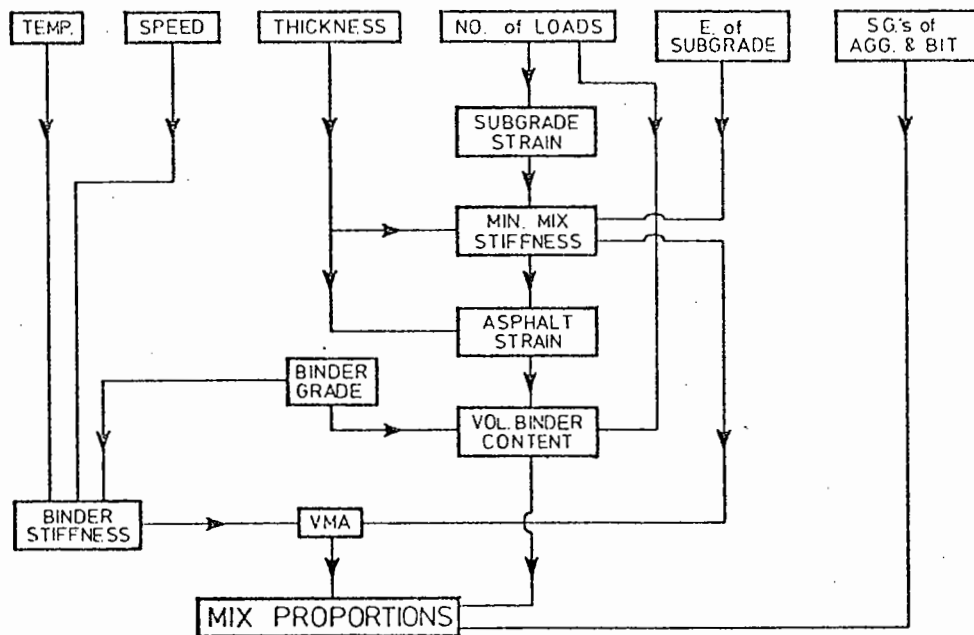 TEMP.
SPEED
THICKNESS
NO. of LOADS
E. of
SUBGRADE
SG.'s of
AGG. & BIT
SUBGRADE
STRAIN
MIN. MIX
STIFFNESS
ASPHALT
STRAIN
BINDER
GRADE
VOL. BINDER
CONTENT
BINDER
STIFFNESS
VMA
MIX PROPORTIONS